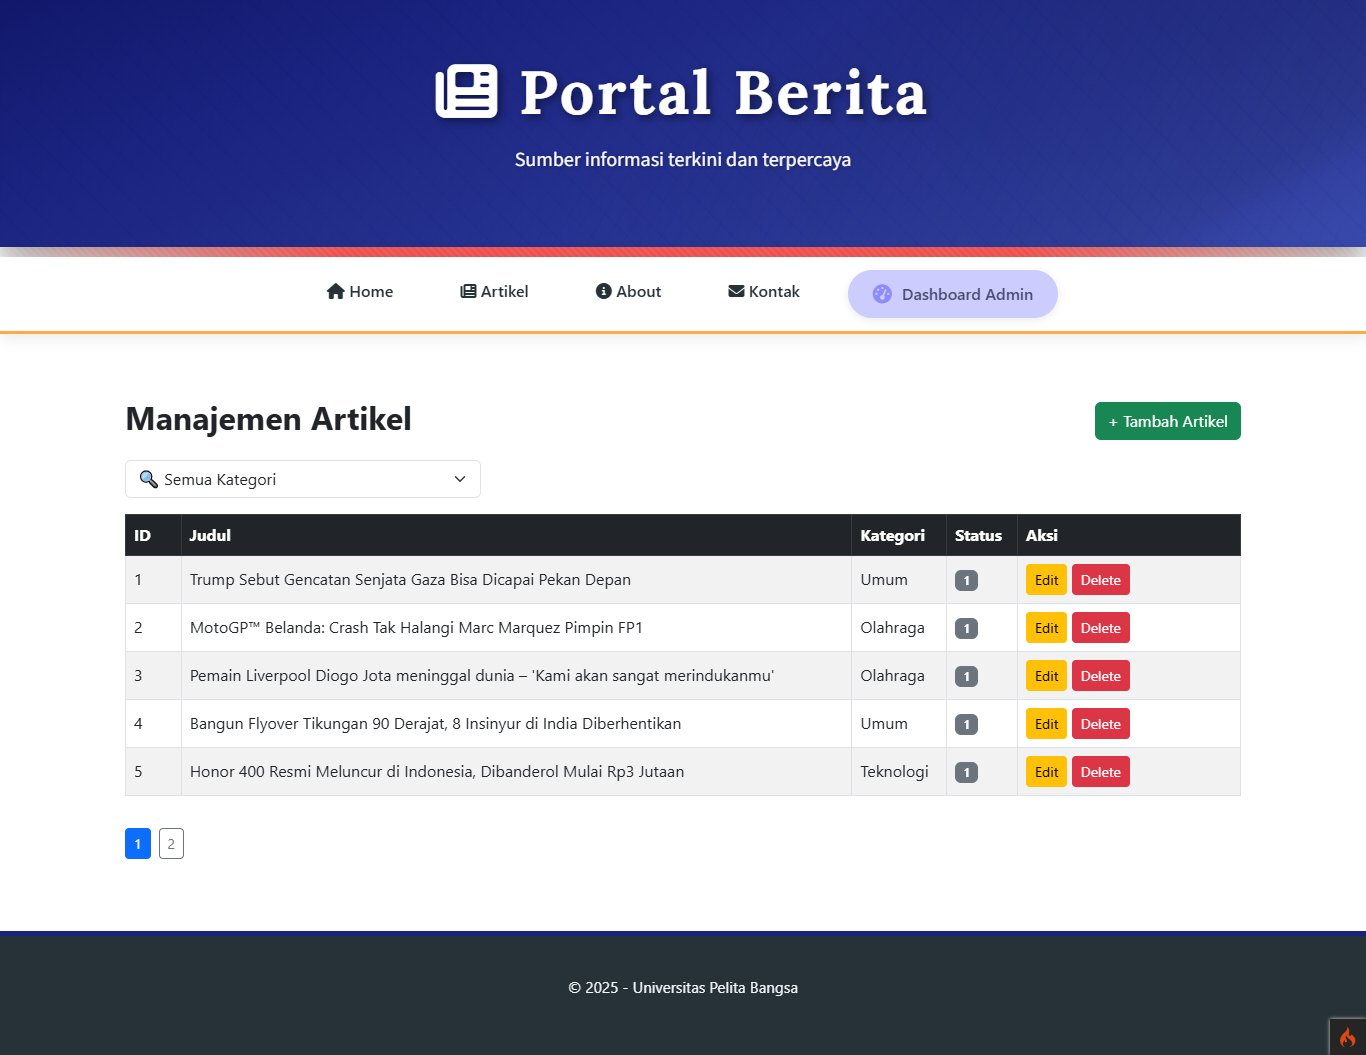 Portal Berita
Sumber informasi terkini dan terpercaya
Home Artikel About Kontak Dashboard Admin
Manajemen Artikel
+ Tambah Artikel
Semua Kategori
ID Judul Kategori Status Aksi
1 Trump Sebut Gencatan Senjata Gaza Bisa Dicapai Pekan Depan Umum 1 Edit Delete
2 MotoGP™ Belanda: Crash Tak Halangi Marc Marquez Pimpin FP1 Olahraga 1 Edit Delete
3 Pemain Liverpool Diogo Jota meninggal dunia – 'Kami akan sangat merindukanmu' Olahraga 1 Edit Delete
4 Bangun Flyover Tikungan 90 Derajat, 8 Insinyur di India Diberhentikan Umum 1 Edit Delete
5 Honor 400 Resmi Meluncur di Indonesia, Dibanderol Mulai Rp3 Jutaan Teknologi 1 Edit Delete
1 2
© 2025 - Universitas Pelita Bangsa